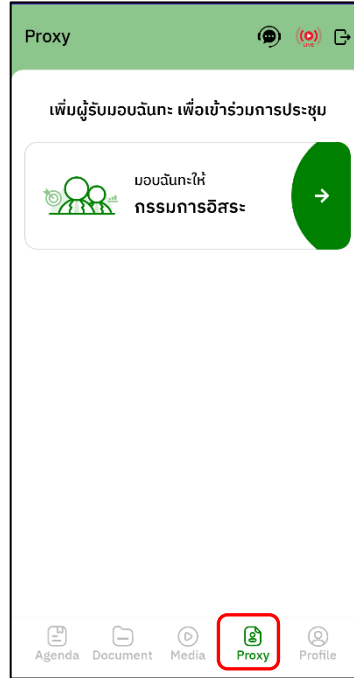 Proxy
LIVE
เพิ่มผู้รับมอบฉันทะ เพื่อเข้าร่วมการประชุม
มอบฉันทะให้
กรรมการอิสระ
Agenda Document Media Proxy Profile